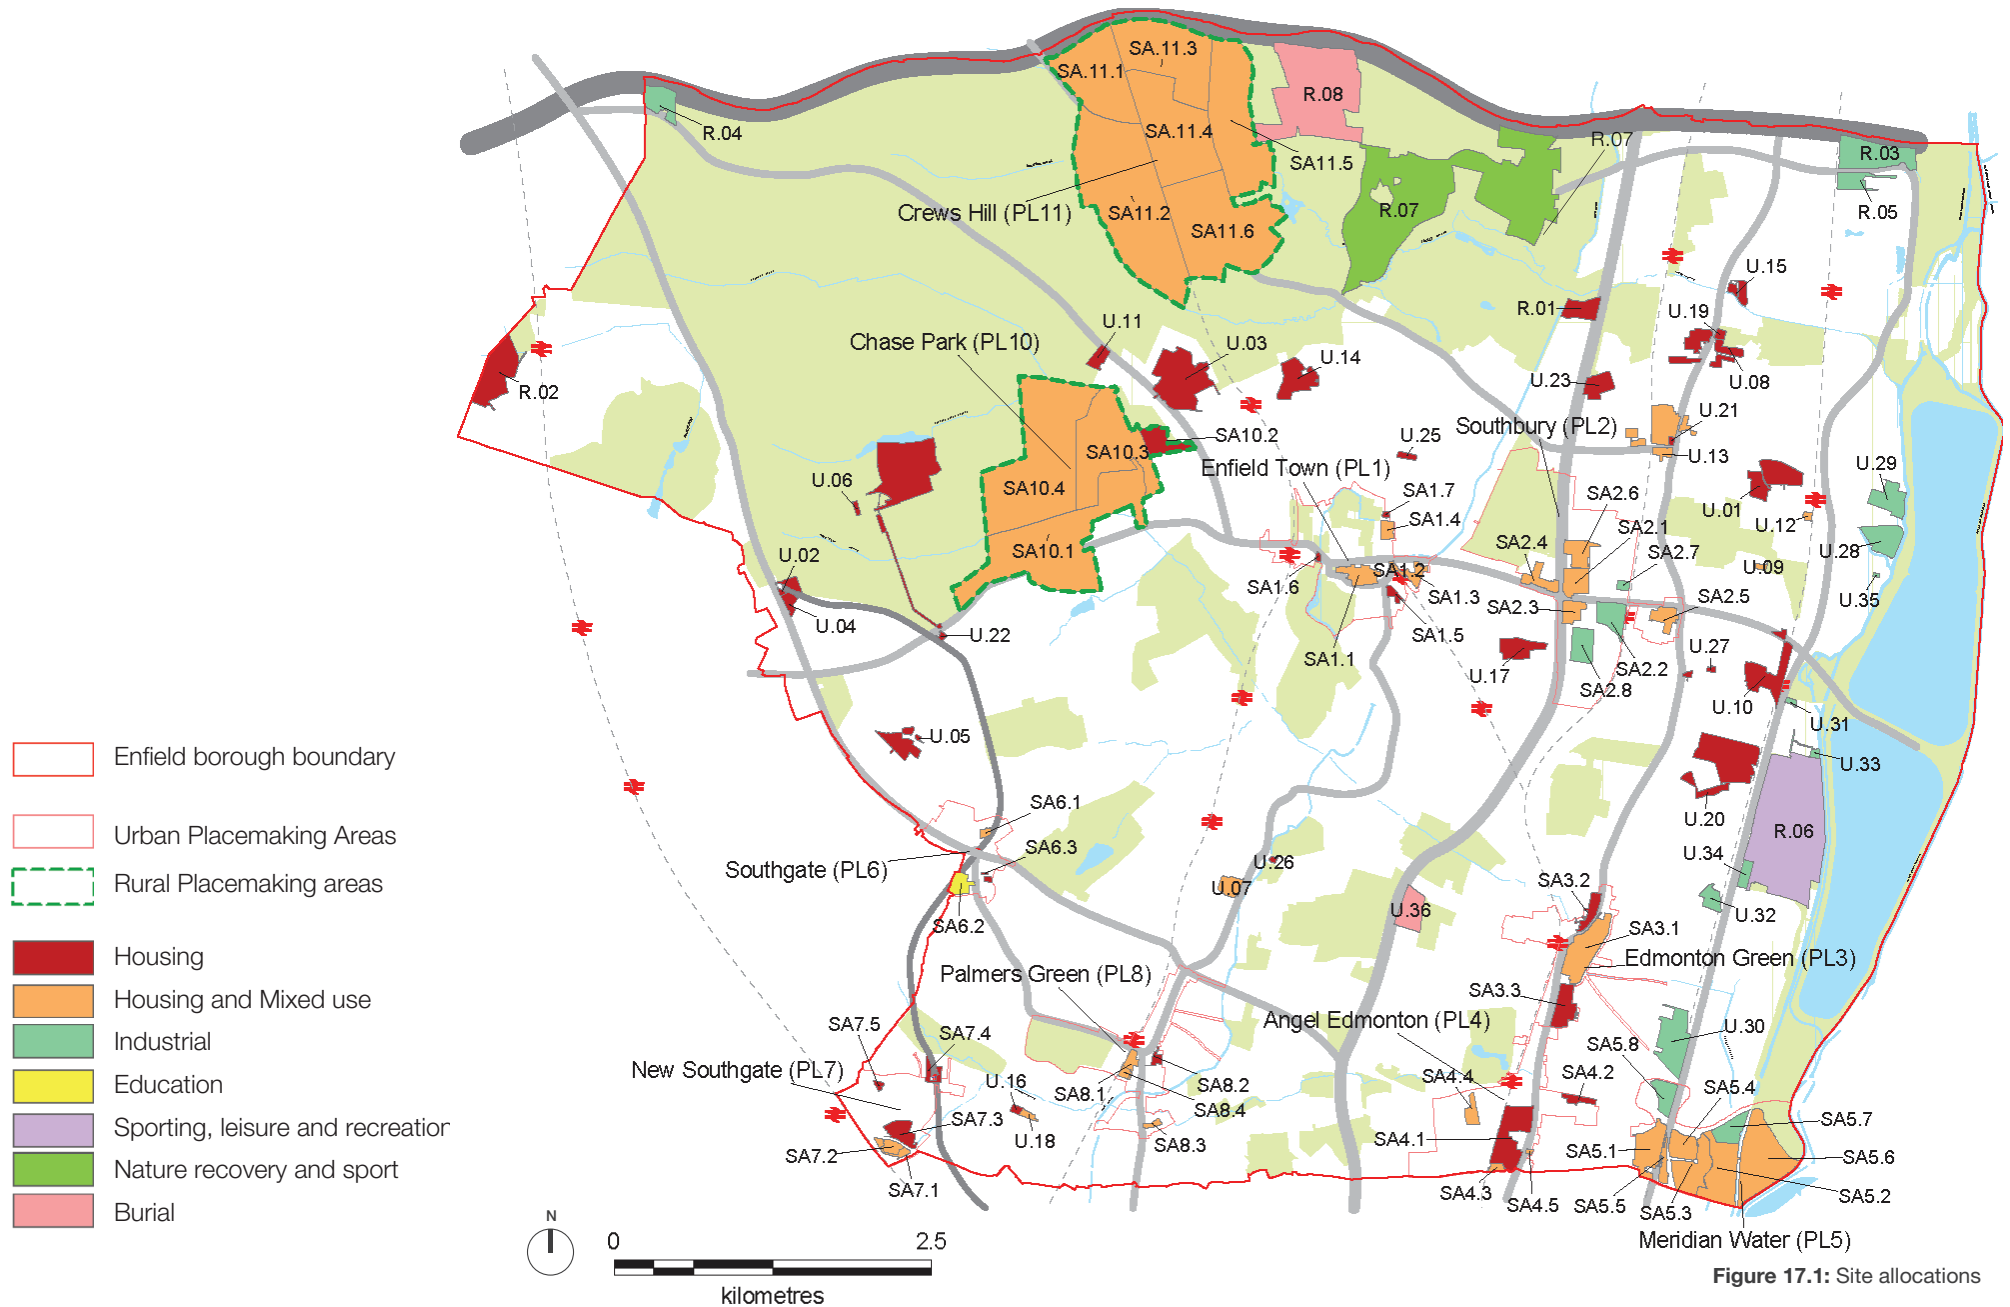 SA.11.3
SA.11.1
R.08
R.04
SA.11.4
R.07
SA11.5
R.03
R.05
Crews Hill (PL11)
SA11.2
R.07
SA11.6
U.15
R.01
U.19
U.11
Chase Park (PL10)
U.03
U.14
R.02
U.23
U.08
U.21
Southbury (PL2)
SA10.2
U.25
SA10.3
Enfield Town (PL1)
U.13
U.29
U.06
SA10.4
SA1.7
SA2.6
U.01
SA1.4
SA2.1
U.12
SA2.4
SA2.7
U.28
SA10.1
U.02
SA1.2
U.09
SA1.6
SA1.3
SA2.3
SA2.5
U.35
U.04
U.22
SA1.5
SA1.1
U.17
SA2.2
U.27
SA2.8
U.10
U.31
U.05
U.33
Enfield borough boundary
SA6.1
U.20
R.06
Urban Placemaking Areas
SA6.3
U.34
Southgate (PL6)
U.26
Rural Placemaking areas
U.07
SA3.2
U.36
U.32
SA6.2
SA3.1
Housing
Edmonton Green (PL3)
Palmers Green (PL8)
SA3.3
Housing and Mixed use
Angel Edmonton (PL4)
SA7.5
SA7.4
U.30
Industrial
SA5.8
New Southgate (PL7)
U.16
SA4.4
SA4.2
Education
SA8.1
SA8.2
SA5.4
SA8.4
SA7.3
SA5.7
Sporting, leisure and recreation
U.18
SA8.3
SA4.1
SA5.1
SA7.2
SA5.6
Nature recovery and sport
SA7.1
SA4.3
SA4.5
SA5.5
SA5.3
SA5.2
Burial
N
0
2.5
Meridian Water (PL5)
kilometres
Figure 17.1: Site allocations